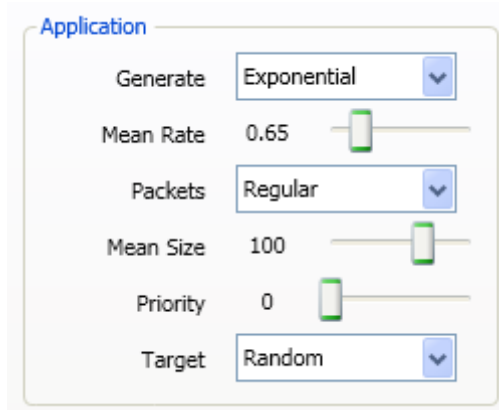 Application
Generate Exponential
Mean Rate 0.65
Packets Regular
Mean Size 100
Priority 0
Target Random